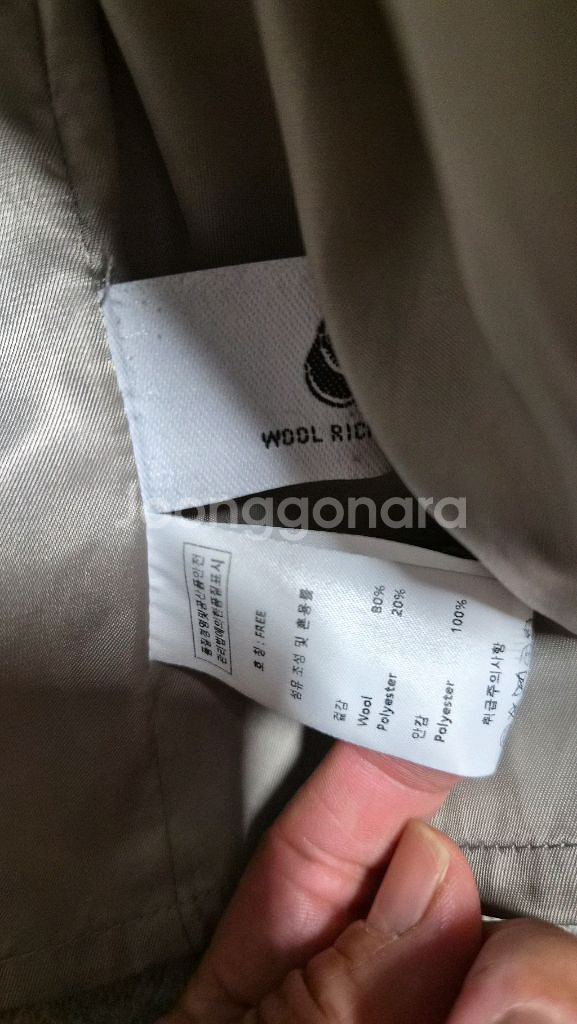 WOOL RIC
joonggonara
품질경영및공산품안전
관리법에의한품질표시
호 칭 : FREE
섬유 조성 및 혼용률
겉감
Wool 80%
Polyester 20%
안감
Polyester 100%
취급주의사항